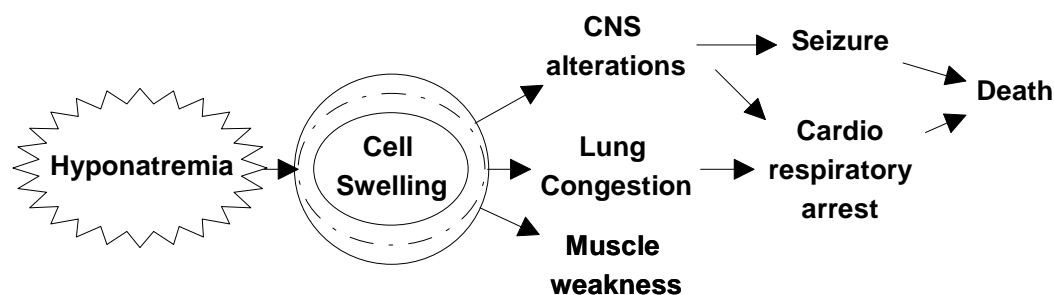 Hyponatremia
Cell
Swelling
CNS
alterations
Lung
Congestion
Muscle
weakness
Seizure
Cardio
respiratory
arrest
Death